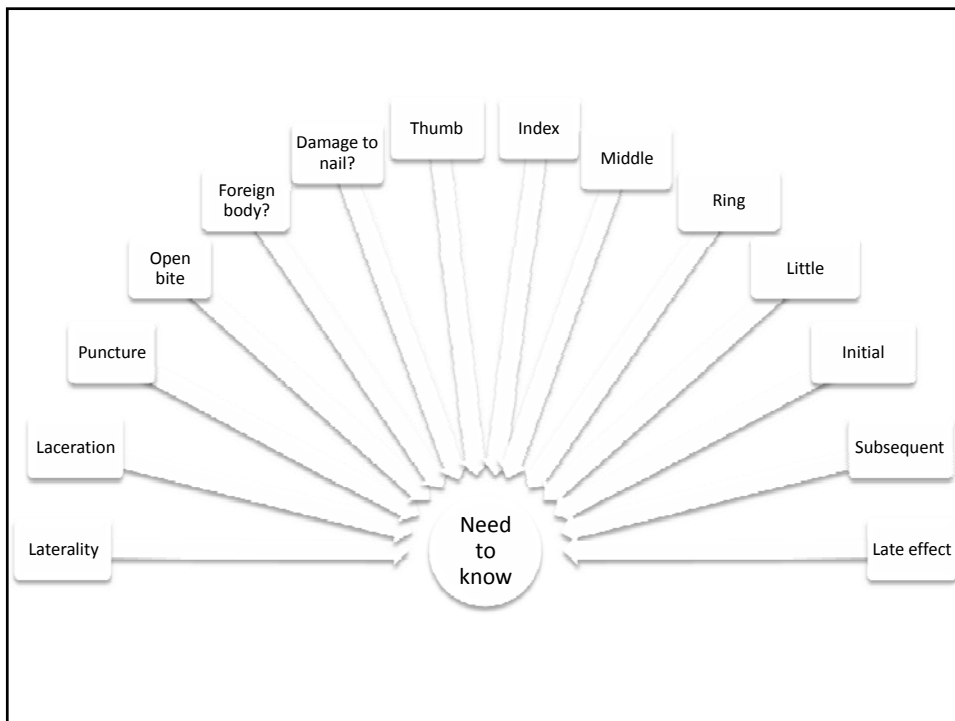 Thumb
Index
Damage to
nail?
Middle
Foreign
body?
Ring
Open
bite
Little
Puncture
Initial
Laceration
Subsequent
Laterality
Need
to
know
Late effect